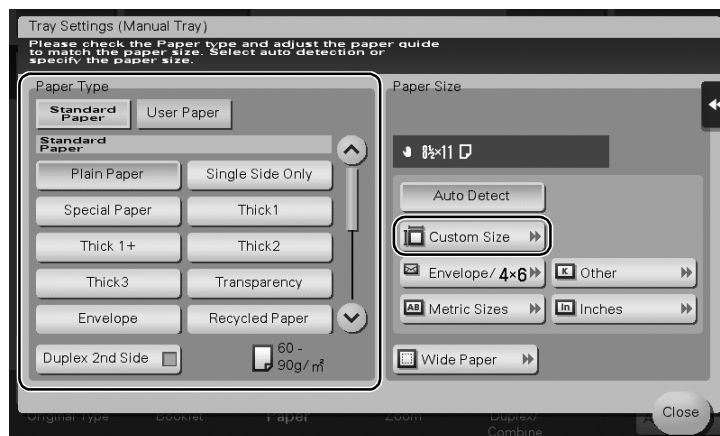 Tray Settings (Manual Tray)
Please check the Paper type and adjust the paper guide
to match the paper size. Select auto detection or
specify the paper size.
Paper Type
Standard
Paper
User Paper
Standard
Paper
Plain Paper
Single Side Only
Special Paper
Thick1
Thick 1+
Thick2
Thick3
Transparency
Envelope
Recycled Paper
Duplex 2nd Side
60 -
90g/㎡
Paper Size
8½×11
Auto Detect
Custom Size
Envelope/ 4×6
K Other
AB Metric Sizes
In Inches
Wide Paper
Close
Original Type
Booklet
Paper
Zoom
Duplex/
Combine